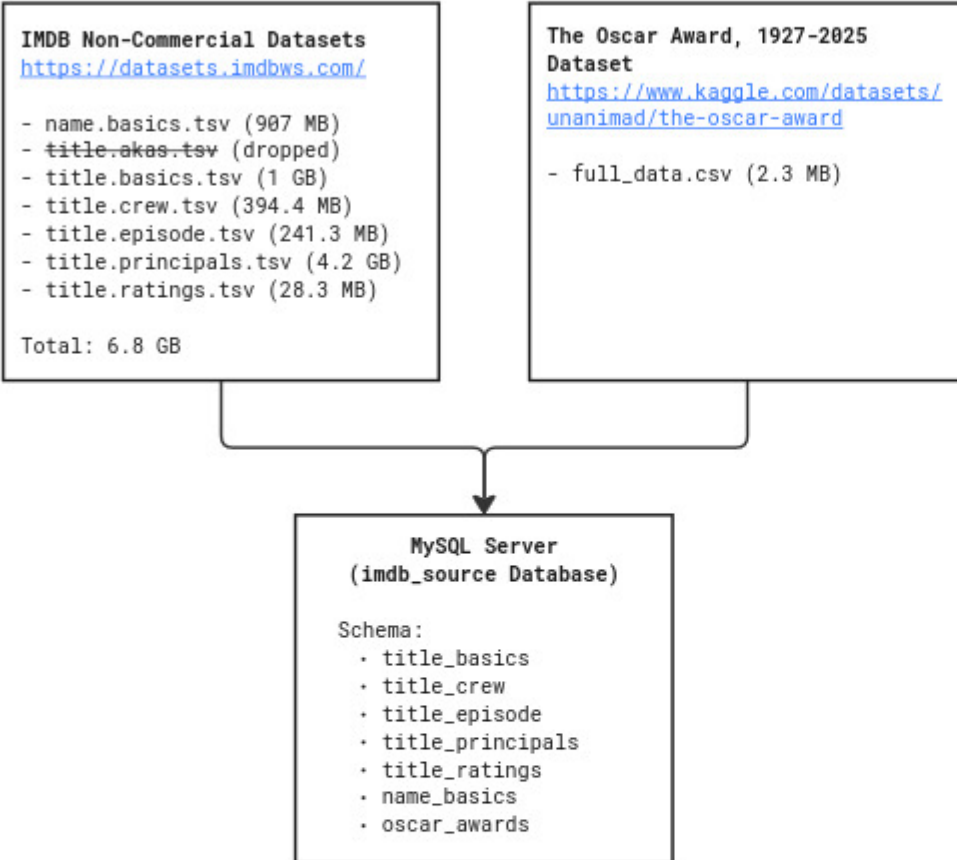 IMDB Non-Commercial Datasets
https://datasets.imdbws.com/
- name.basics.tsv (907 MB)
- title.akas.tsv (dropped)
- title.basics.tsv (1 GB)
- title.crew.tsv (394.4 MB)
- title.episode.tsv (241.3 MB)
- title.principals.tsv (4.2 GB)
- title.ratings.tsv (28.3 MB)
Total: 6.8 GB
The Oscar Award, 1927-2025
Dataset
https://www.kaggle.com/datasets/
unanimad/the-oscar-award
- full_data.csv (2.3 MB)
MySQL Server
(imdb_source Database)
Schema:
· title_basics
· title_crew
· title_episode
· title_principals
· title_ratings
· name_basics
· oscar_awards